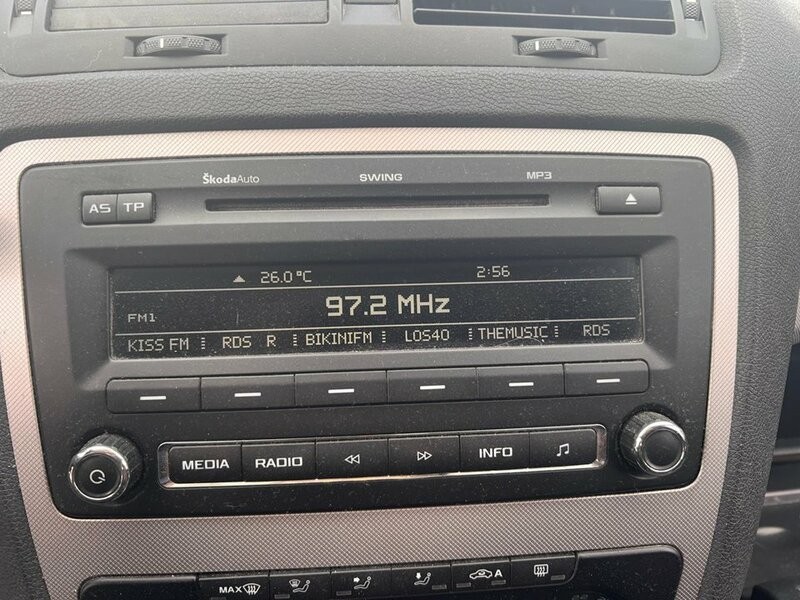 ŠkodaAuto SWING MP3
AS TP
26.0°C 2:56
97.2 MHz
FM1
KISS FM RDS R BIKINIFM LOS40 THEMUSIC RDS
MEDIA RADIO INFO
MAX A